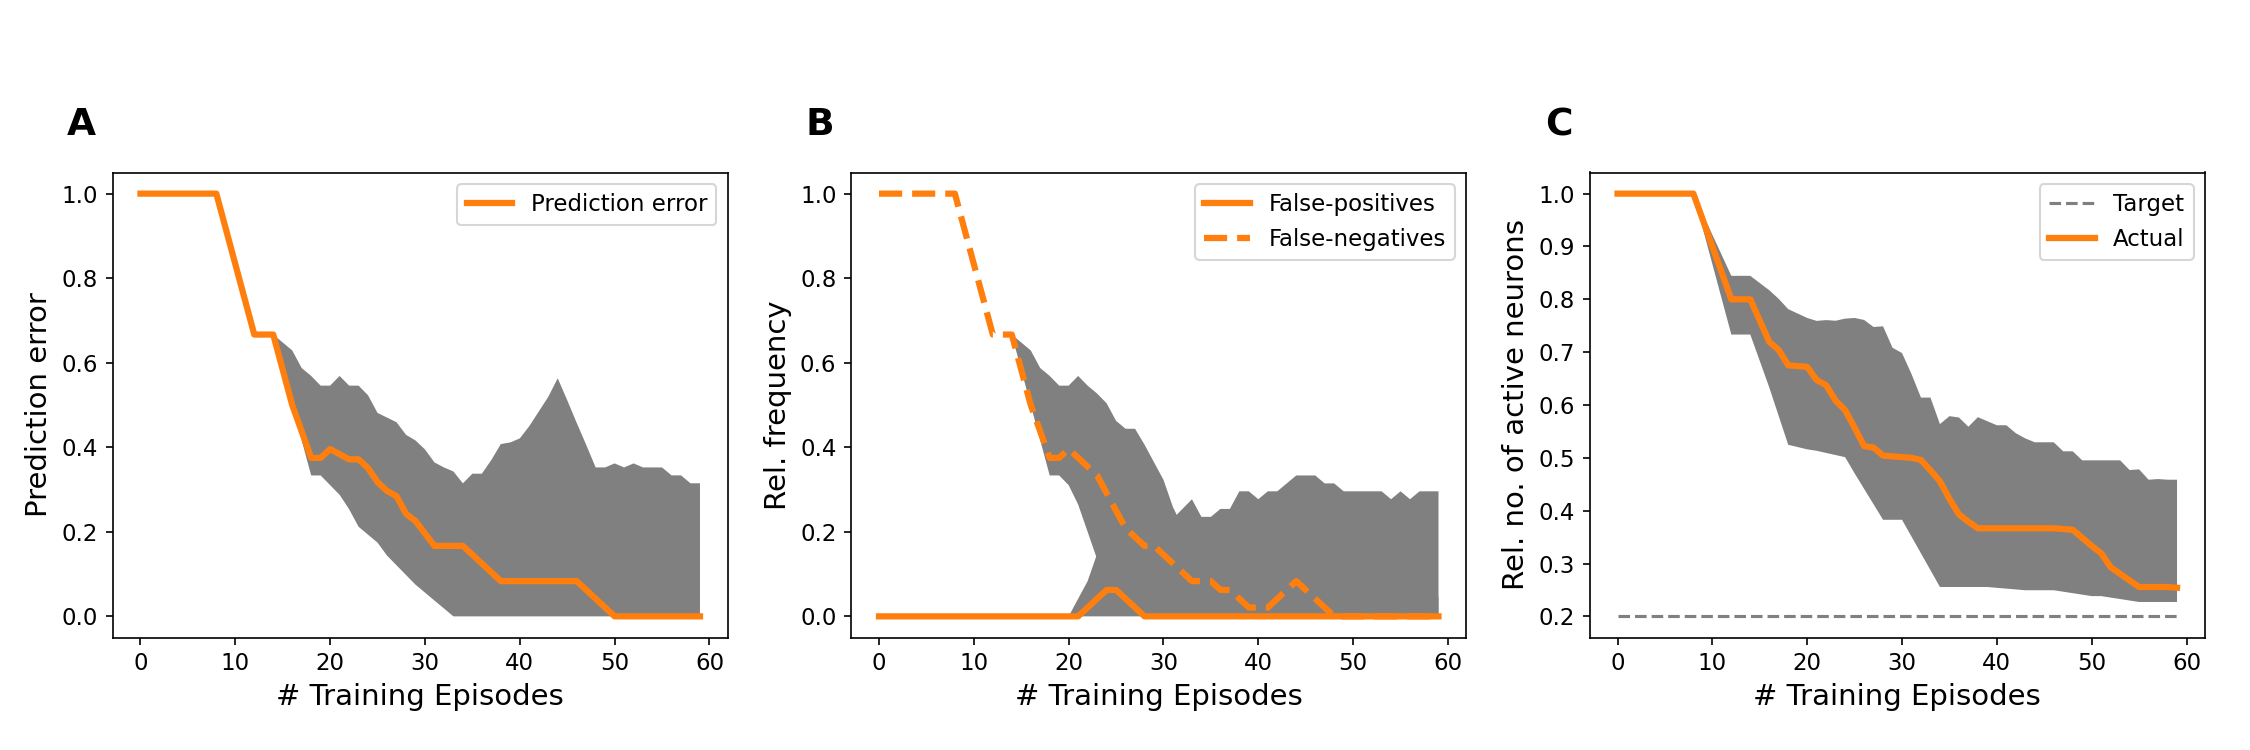 A
B
C
Prediction error
1.0
0.8
0.6
0.4
0.2
0.0
0 10 20 30 40 50 60
# Training Episodes
Prediction error
Rel. frequency
1.0
0.8
0.6
0.4
0.2
0.0
0 10 20 30 40 50 60
# Training Episodes
False-positives
False-negatives
Rel. no. of active neurons
1.0
0.9
0.8
0.7
0.6
0.5
0.4
0.3
0.2
0 10 20 30 40 50 60
# Training Episodes
Target
Actual